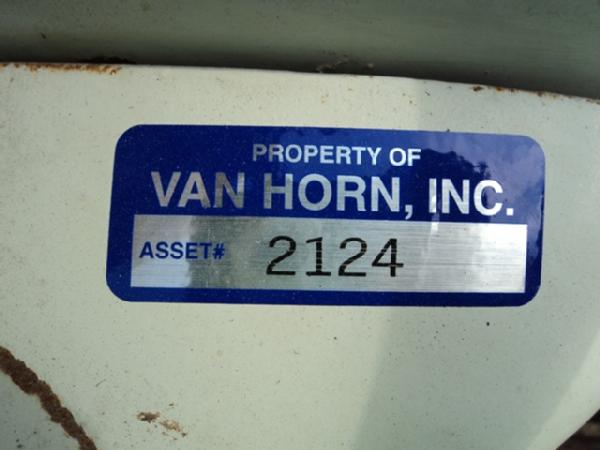 PROPERTY OF
VAN HORN, INC.
ASSET# 2124